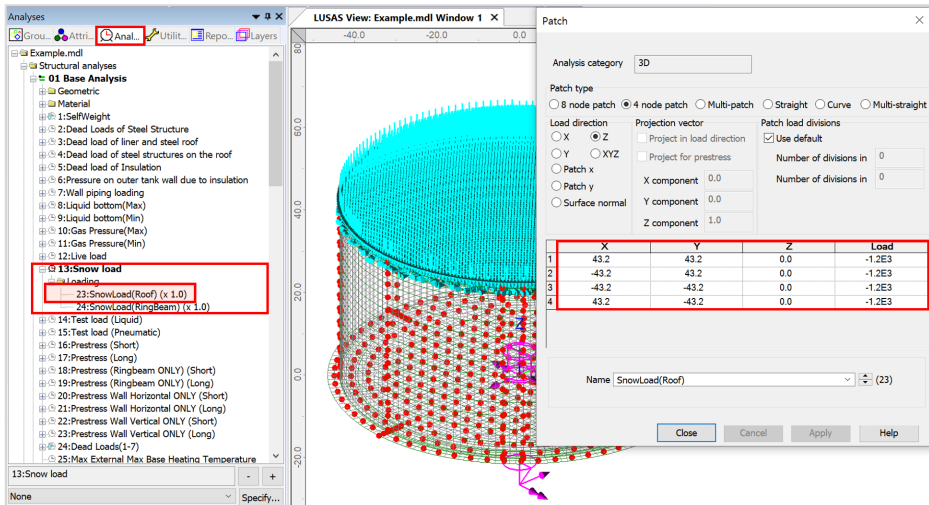 Analyses
Grou... Attri... Anal... Utilit... Repo... Layers
Example.mdl
Structural analyses
01 Base Analysis
Geometric
Material
1:SelfWeight
2:Dead Loads of Steel Structure
3:Dead load of liner and steel roof
4:Dead load of steel structures on the roof
5:Dead load of Insulation
6:Pressure on outer tank wall due to insulation
7:Wall piping loading
8:Liquid bottom(Max)
9:Liquid bottom(Min)
10:Gas Pressure(Max)
11:Gas Pressure(Min)
12:Live load
13:Snow load
Loading
23:SnowLoad(Roof) (x 1.0)
24:SnowLoad(RingBeam) (x 1.0)
14:Test load (Liquid)
15:Test load (Pneumatic)
16:Prestress (Short)
17:Prestress (Long)
18:Prestress (Ringbeam ONLY) (Short)
19:Prestress (Ringbeam ONLY) (Long)
20:Prestress Wall Horizontal ONLY (Short)
21:Prestress Wall Horizontal ONLY (Long)
22:Prestress Wall Vertical ONLY (Short)
23:Prestress Wall Vertical ONLY (Long)
24:Dead Loads(1-7)
25:Max External Max Base Heating Temperature
13:Snow load - +
None Specify...
LUSAS View: Example.mdl Window 1 X
-40.0 -20.0 0.0
80
60.0
40.0
20.0
0.0
-20.0
Z
Patch
Analysis category 3D
Patch type
8 node patch 4 node patch Multi-patch Straight Curve Multi-straight
Load direction Projection vector Patch load divisions
X Z Project in load direction Use default
Y XYZ Project for prestress Number of divisions in 0
Patch x X component 0.0 Number of divisions in 0
Patch y Y component 0.0
Surface normal Z component 1.0
X Y Z Load
1 43.2 43.2 0.0 -1.2E3
2 -43.2 43.2 0.0 -1.2E3
3 -43.2 -43.2 0.0 -1.2E3
4 43.2 -43.2 0.0 -1.2E3
Name SnowLoad(Roof) (23)
Close Cancel Apply Help